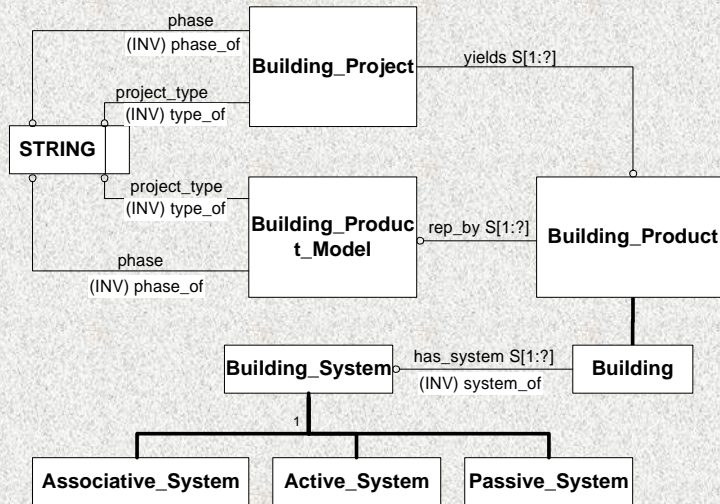 phase
(INV) phase_of
Building_Project
yields S[1:?]
project_type
(INV) type_of
STRING
project_type
(INV) type_of
Building_Produc
t_Model
rep_by S[1:?]
Building_Product
phase
(INV) phase_of
Building_System
has_system S[1:?]
(INV) system_of
Building
1
Associative_System
Active_System
Passive_System